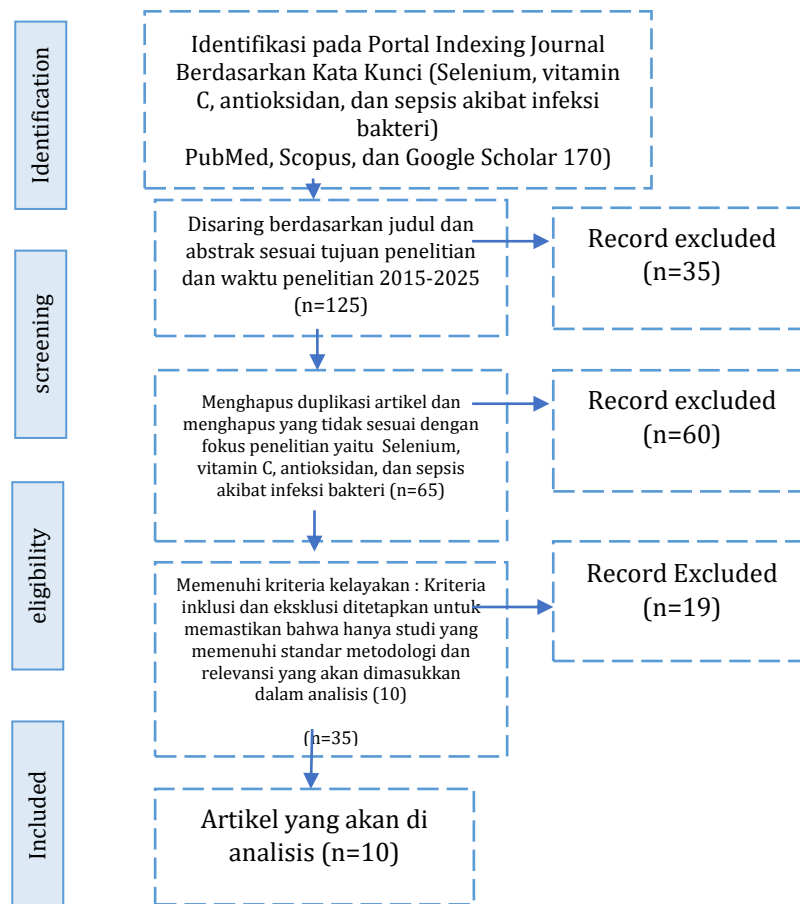 Identification
Identifikasi pada Portal Indexing Journal
Berdasarkan Kata Kunci (Selenium, vitamin
C, antioksidan, dan sepsis akibat infeksi
bakteri)
PubMed, Scopus, dan Google Scholar 170)
screening
Disaring berdasarkan judul dan
abstrak sesuai tujuan penelitian
dan waktu penelitian 2015-2025
(n=125)
Record excluded
(n=35)
Menghapus duplikasi artikel dan
menghapus yang tidak sesuai dengan
fokus penelitian yaitu Selenium,
vitamin C, antioksidan, dan sepsis
akibat infeksi bakteri (n=65)
Record excluded
(n=60)
eligibility
Memenuhi kriteria kelayakan : Kriteria
inklusi dan eksklusi ditetapkan untuk
memastikan bahwa hanya studi yang
memenuhi standar metodologi dan
relevansi yang akan dimasukkan
dalam analisis (10)
(n=35)
Record Excluded
(n=19)
Included
Artikel yang akan di
analisis (n=10)